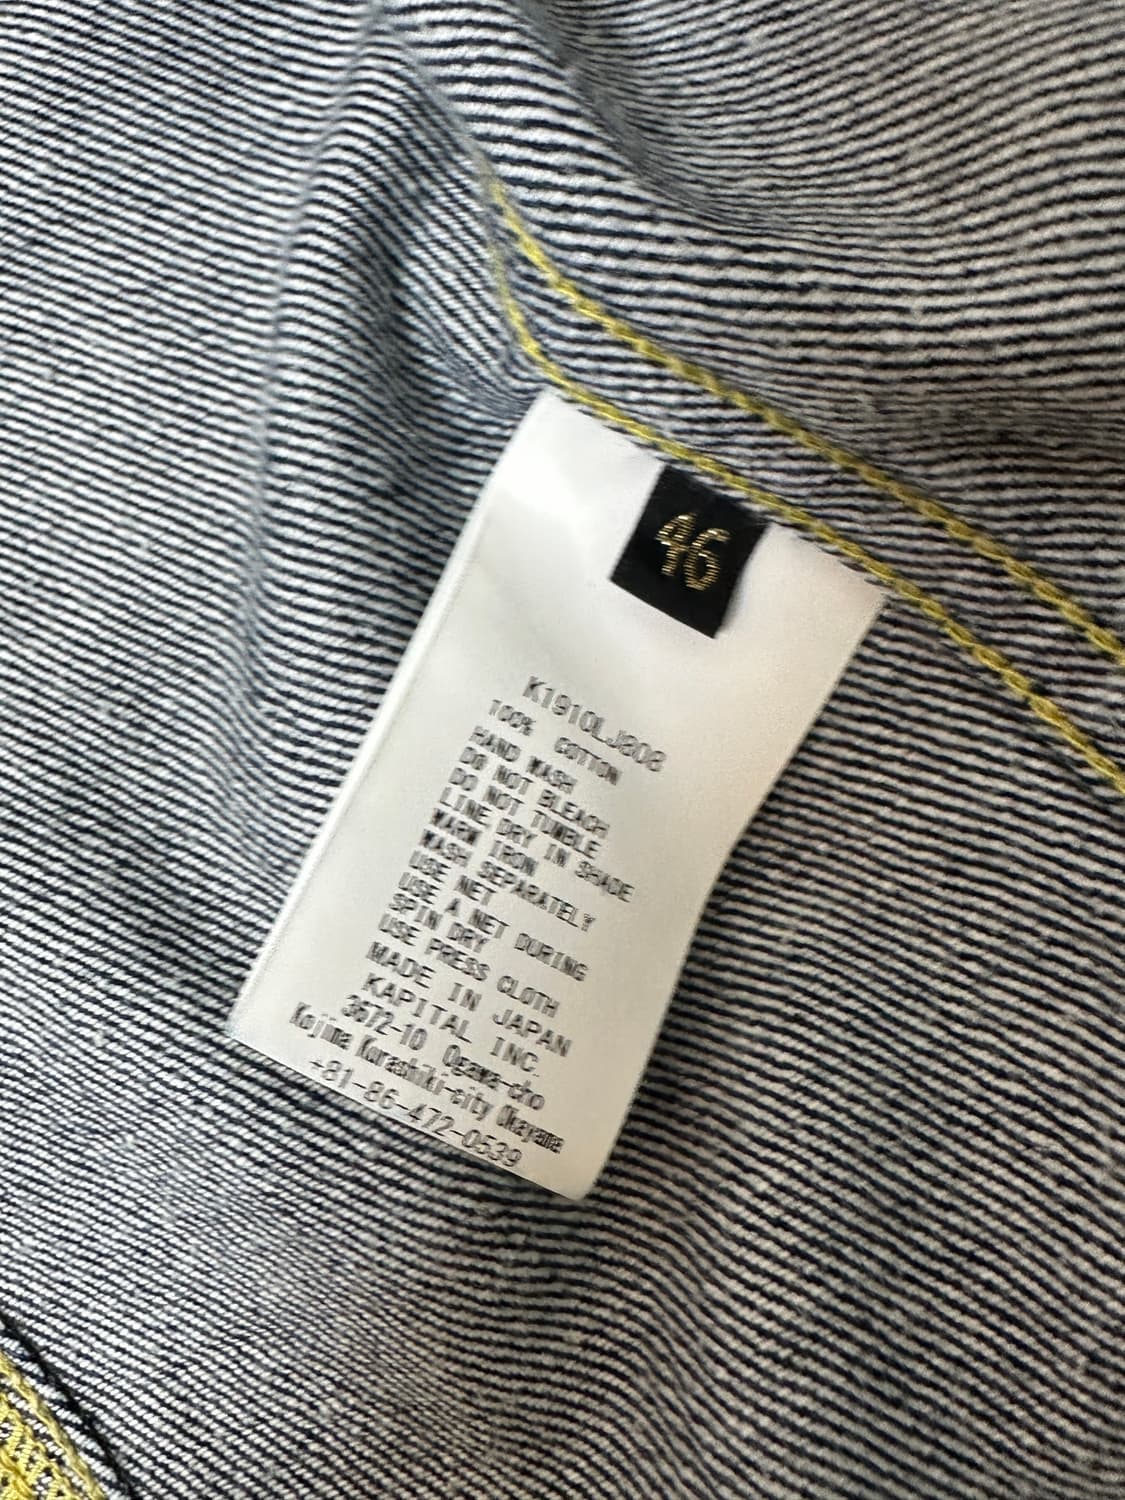 46
K1910LJ808
100% COTTON
HAND WASH
DO NOT BLEACH
DO NOT TUMBLE
LINE DRY IN SHADE
WARM IRON
WASH SEPARATELY
USE NET
USE A NET DURING
SPIN DRY
USE PRESS CLOTH
MADE IN JAPAN
KAPITAL INC.
3672-10 Ogawa-cho
Kojima Kurashiki-city Okayama
+81-86-472-0539